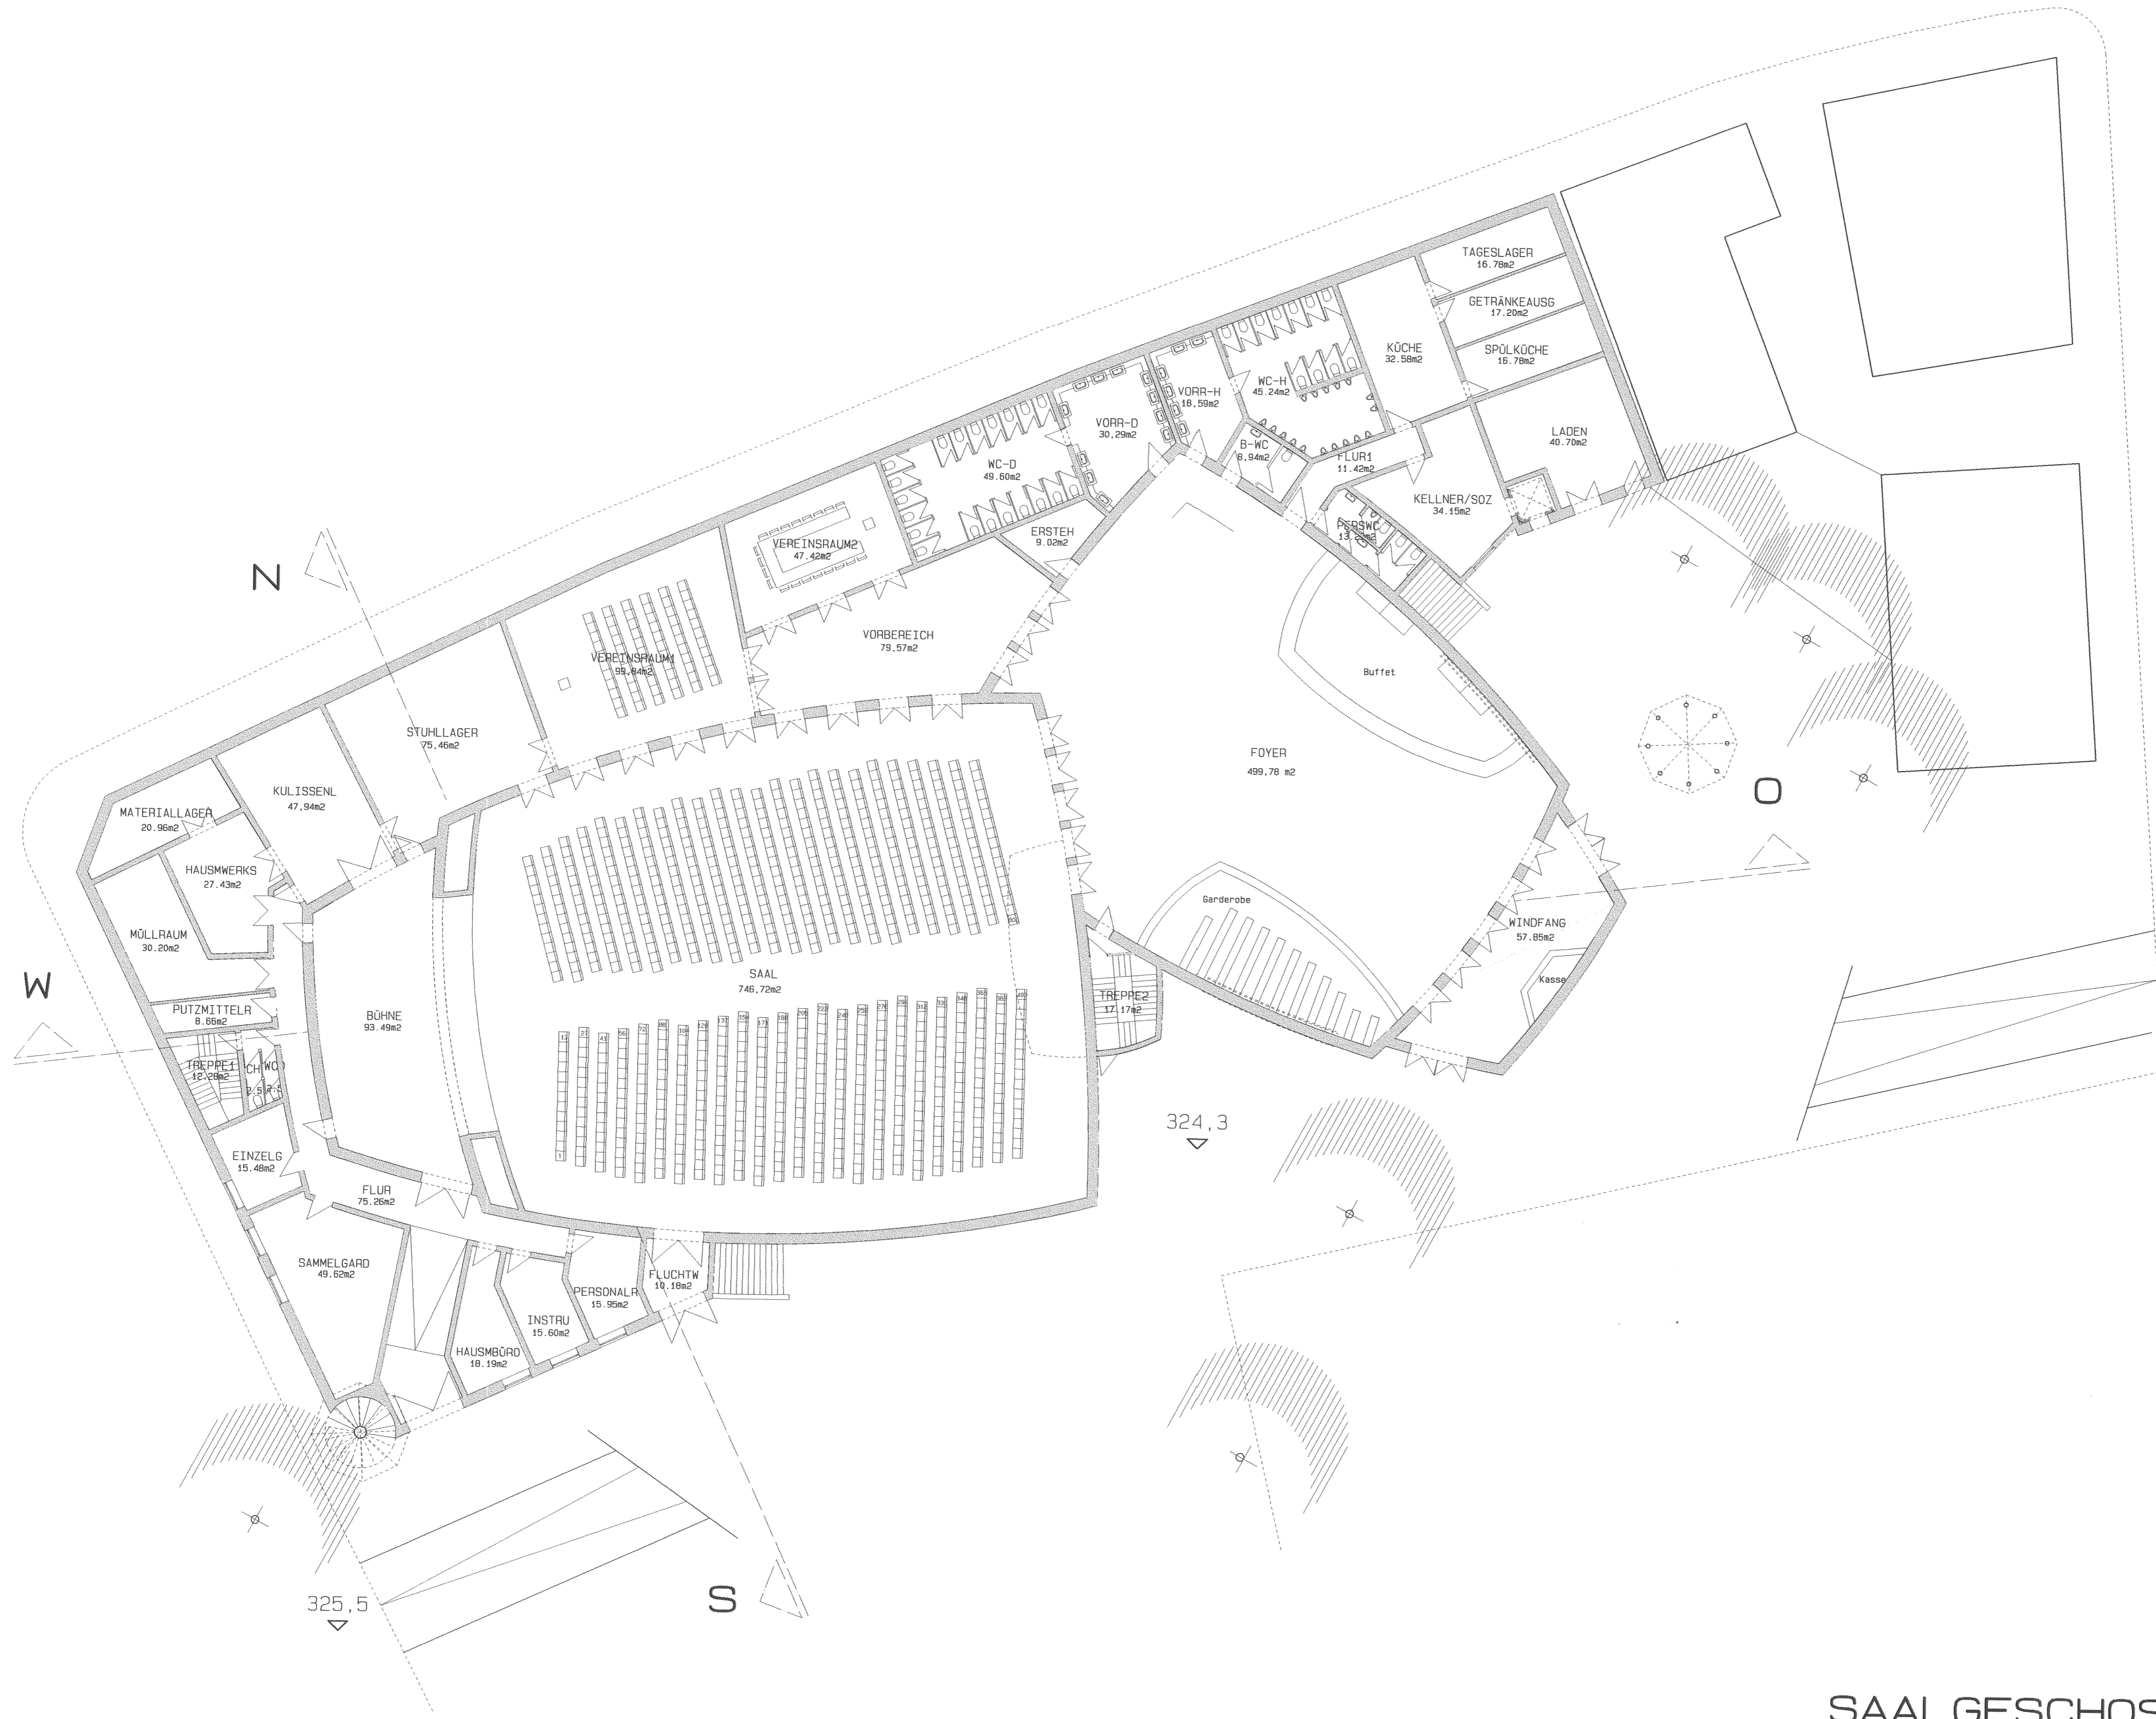 TAGESLAGER
16.78m2
GETRÄNKEAUSG
17.20m2
SPÜLKÜCHE
16.78m2
KÜCHE
32.58m2
WC-H
45.24m2
VORR-H
18,59m2
VORR-D
30,29m2
B-WC
8,94m2
FLUR1
11.42m2
LADEN
40.70m2
WC-D
49.60m2
KELLNER/SOZ
34.15m2
PERSWC
ERSTEH
9.02m2
VEREINSRAUM2
47.42m2
N
VORBEREICH
79,57m2
VEREINSRAUM1
Buffet
STUHLLAGER
75,46m2
FOYER
499,78 m2
KULISSENL
47,94m2
O
MATERIALLAGER
20.96m2
HAUSMWERKS
27.43m2
Garderobe
WINDFANG
57.85m2
MÜLLRAUM
30.20m2
SAAL
746,72m2
Kasse
W
TREPPE2
17.17m2
PUTZMITTELR
8.66m2
BÜHNE
93.49m2
TREPPE1
12.28m2
324,3
EINZELG
15.48m2
FLUR
75.26m2
SAMMELGARD
49.62m2
FLUCHTW
10.18m2
PERSONALR
15.95m2
INSTRU
15.60m2
HAUSMBÜRO
18.19m2
S
325,5
SAALGESCHOS